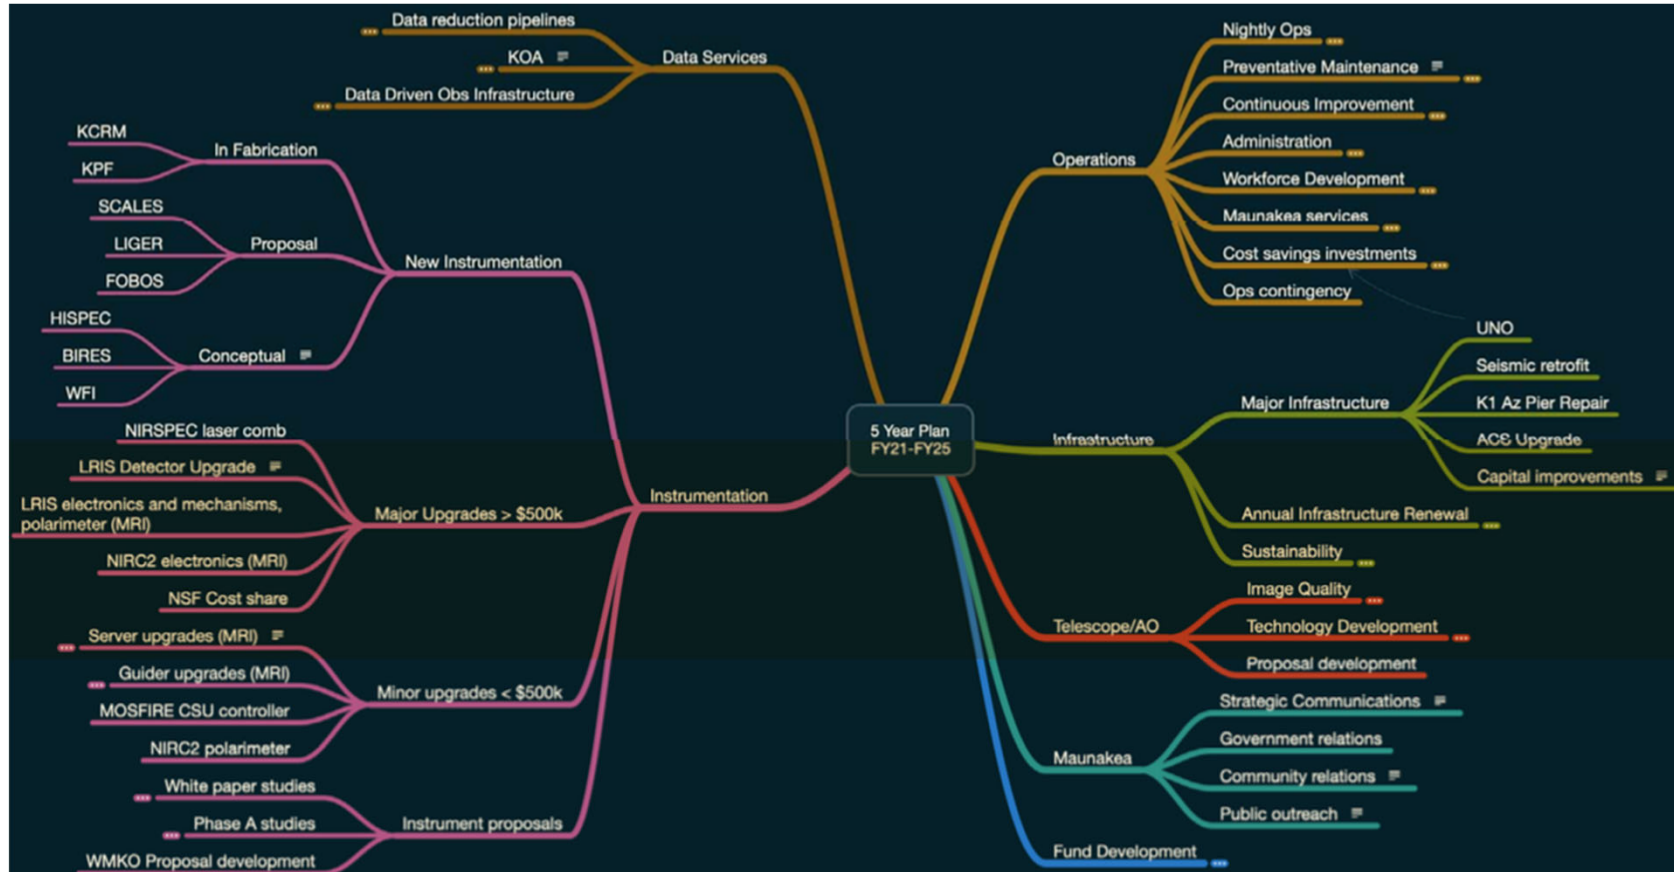 Data reduction pipelines
KOA
Data Driven Obs Infrastructure
Data Services
KCRM
KPF
In Fabrication
SCALES
LIGER
FOBOS
Proposal
HISPEC
BIRES
WFI
Conceptual
New Instrumentation
NIRSPEC laser comb
LRIS Detector Upgrade
LRIS electronics and mechanisms,
polarimeter (MRI)
NIRC2 electronics (MRI)
NSF Cost share
Major Upgrades > $500k
Server upgrades (MRI)
Guider upgrades (MRI)
MOSFIRE CSU controller
NIRC2 polarimeter
Minor upgrades < $500k
White paper studies
Phase A studies
WMKO Proposal development
Instrument proposals
Instrumentation
5 Year Plan
FY21-FY25
Operations
Nightly Ops
Preventative Maintenance
Continuous Improvement
Administration
Workforce Development
Maunakea services
Cost savings investments
Ops contingency
Infrastructure
Major Infrastructure
UNO
Seismic retrofit
K1 Az Pier Repair
ACS Upgrade
Capital improvements
Annual Infrastructure Renewal
Sustainability
Telescope/AO
Image Quality
Technology Development
Proposal development
Maunakea
Strategic Communications
Government relations
Community relations
Public outreach
Fund Development